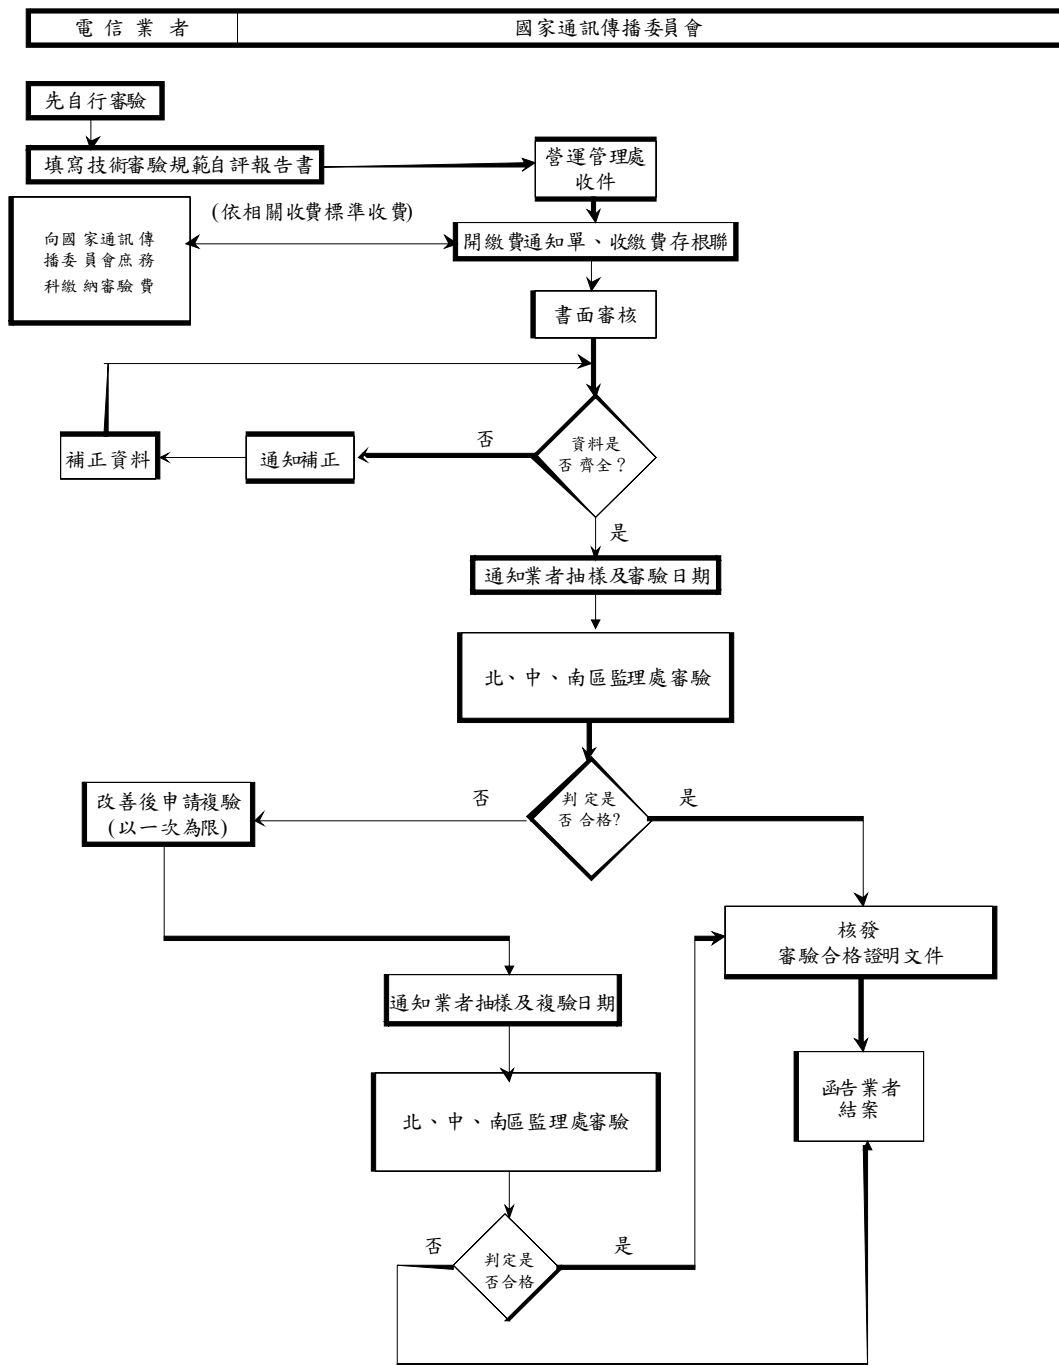 電信業者 國家通訊傳播委員會
先自行審驗
填寫技術審驗規範自評報告書
營運管理處
收件
(依相關收費標準收費)
向國家通訊傳
播委員會庶務
科繳納審驗費
開繳費通知單、收繳費存根聯
書面審核
資料是
否齊全?
否
通知補正
補正資料
是
通知業者抽樣及審驗日期
北、中、南區監理處審驗
判定是
否合格?
否
是
改善後申請複驗
(以一次為限)
核發
審驗合格證明文件
通知業者抽樣及複驗日期
函告業者
結案
北、中、南區監理處審驗
否
是
判定是
否合格